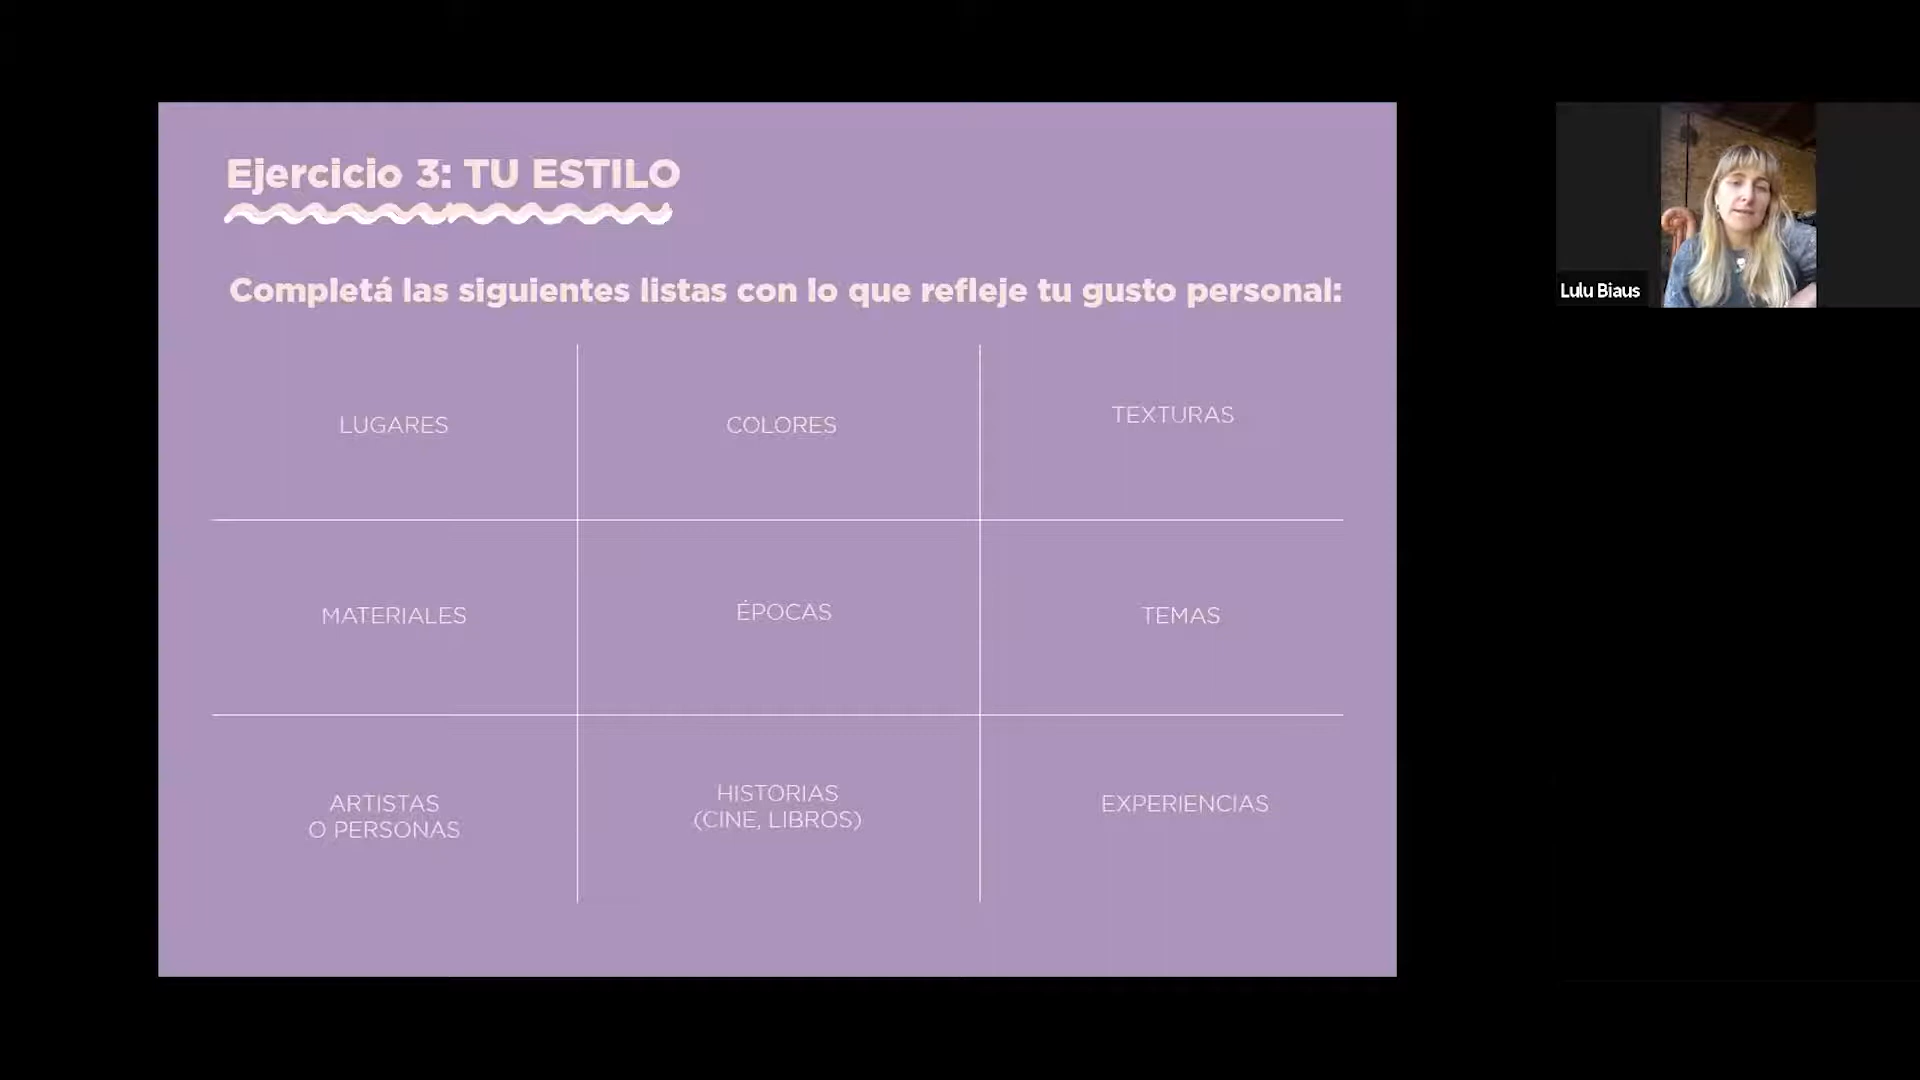 Ejercicio 3: TU ESTILO
Completá las siguientes listas con lo que refleje tu gusto personal:
LUGARES
COLORES
TEXTURAS
MATERIALES
ÉPOCAS
TEMAS
ARTISTAS
O PERSONAS
HISTORIAS
(CINE, LIBROS)
EXPERIENCIAS
Lulu Biaus